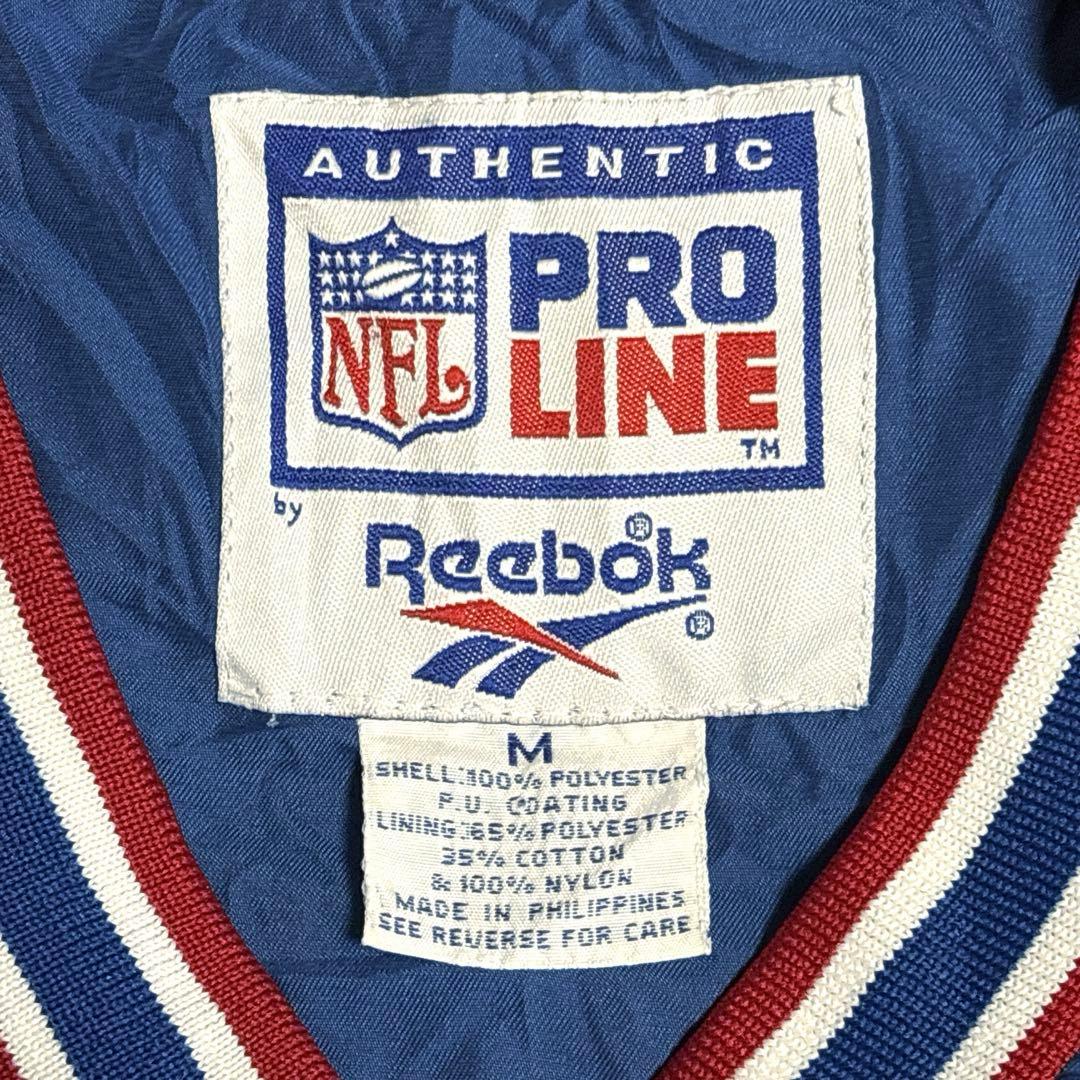 AUTHENTIC
NFL
PRO
LINE
TM
by
Reebok®
®
M
SHELL:100% POLYESTER
P.U. COATING
LINING:65% POLYESTER
35% COTTON
& 100% NYLON
MADE IN PHILIPPINES
SEE REVERSE FOR CARE